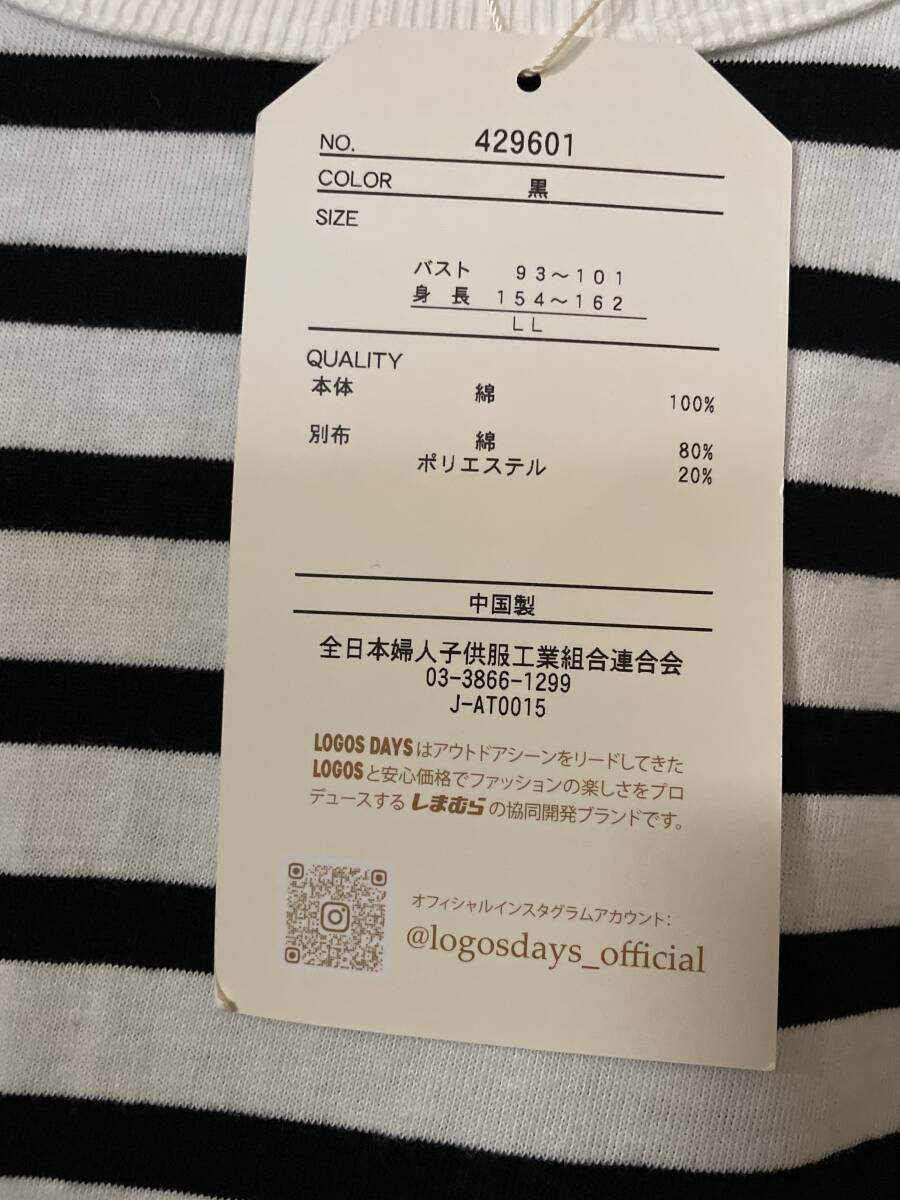 NO. 429601
COLOR 黒
SIZE
バスト 93～101
身長 154～162
LL
QUALITY
本体 綿 100%
別布 綿 80%
ポリエステル 20%
中国製
全日本婦人子供服工業組合連合会
03-3866-1299
J-AT0015
LOGOS DAYSはアウトドアシーンをリードしてきた
LOGOSと安心価格でファッションの楽しさをプロ
デュースする しまむら の協同開発ブランドです。
オフィシャルインスタグラムアカウント：
@logosdays_official